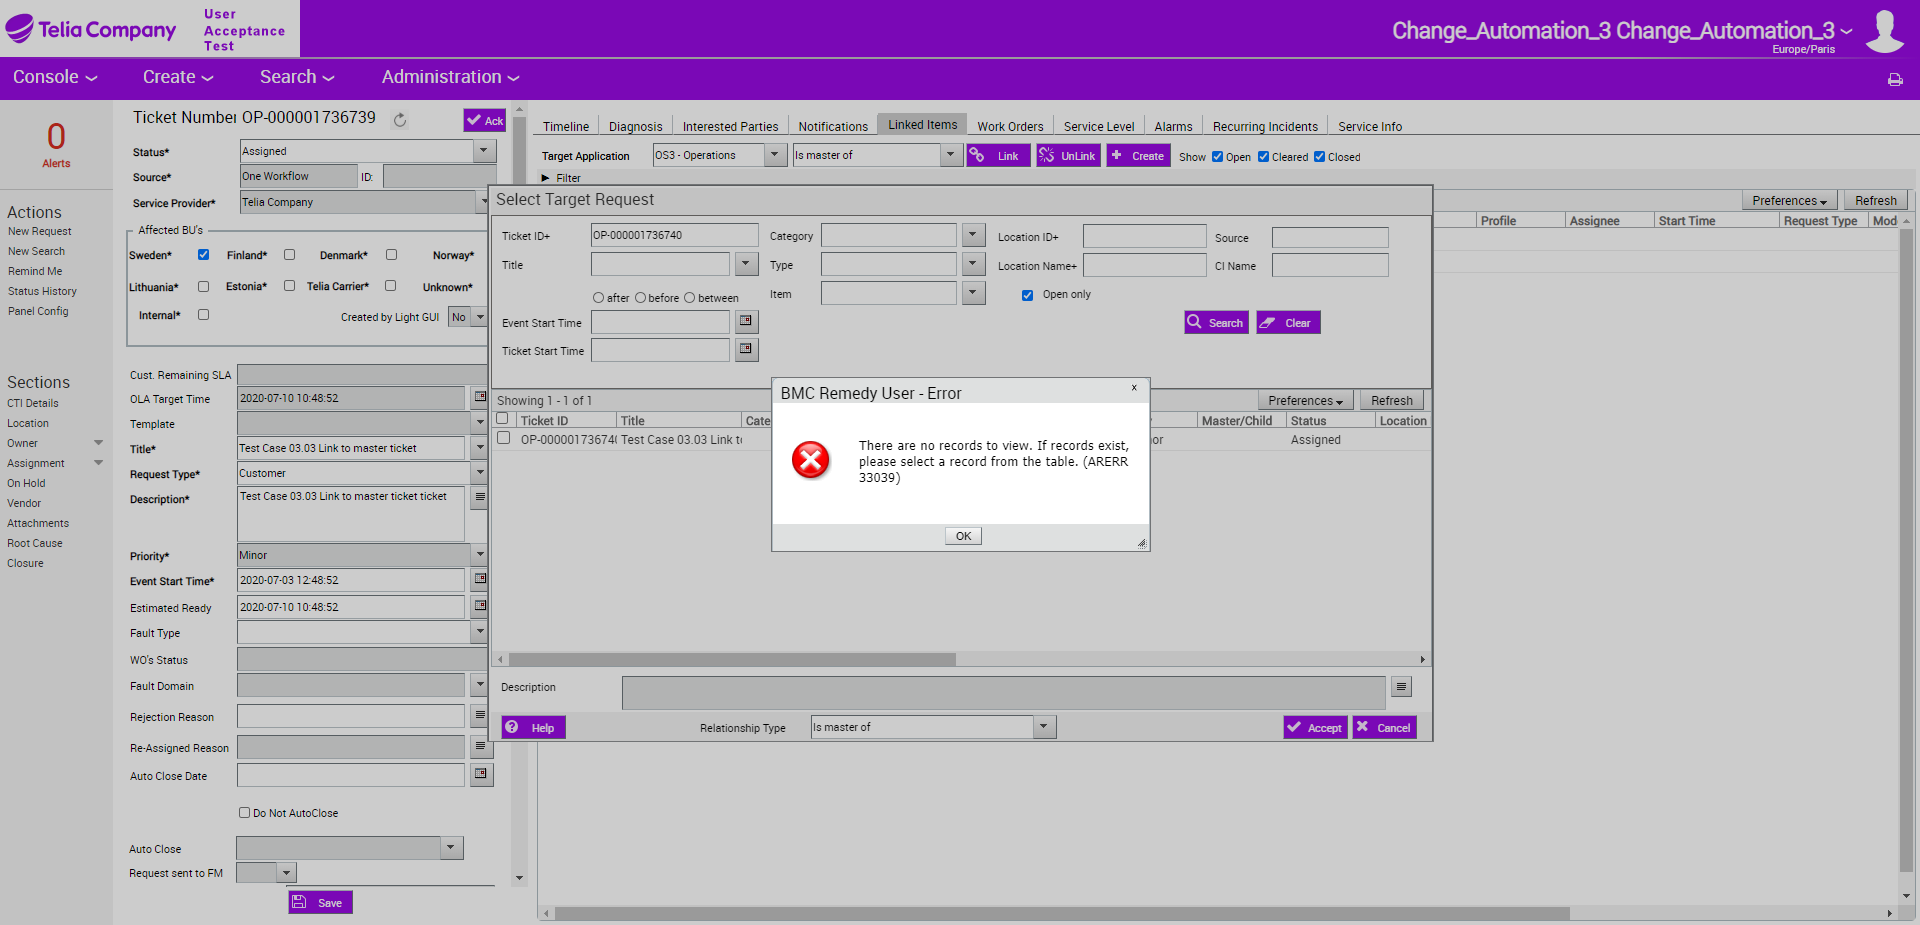 Telia Company
User
Acceptance
Test
Change_Automation_3 Change_Automation_3
Europe/Paris
Console
Create
Search
Administration
0
Alerts
Actions
New Request
New Search
Remind Me
Status History
Panel Config
Sections
CTI Details
Location
Owner
Assignment
On Hold
Vendor
Attachments
Root Cause
Closure
Ticket Number OP-000001736739
Ack
Status* Assigned
Source* One Workflow ID:
Service Provider* Telia Company
Affected BU's
Sweden* Finland* Denmark* Norway*
Lithuania* Estonia* Telia Carrier* Unknown*
Internal* Created by Light GUI No
Cust. Remaining SLA
OLA Target Time 2020-07-10 10:48:52
Template
Title* Test Case 03.03 Link to master ticket
Request Type* Customer
Description* Test Case 03.03 Link to master ticket ticket
Priority* Minor
Event Start Time* 2020-07-03 12:48:52
Estimated Ready 2020-07-10 10:48:52
Fault Type
WO's Status
Fault Domain
Rejection Reason
Re-Assigned Reason
Auto Close Date
Do Not AutoClose
Auto Close
Request sent to FM
Save
Timeline Diagnosis Interested Parties Notifications Linked Items Work Orders Service Level Alarms Recurring Incidents Service Info
Target Application OS3 - Operations Is master of Link UnLink Create Show Open Cleared Closed
Filter
Preferences Refresh
Profile Assignee Start Time Request Type Mod
Select Target Request
Ticket ID+ OP-000001736740 Category Location ID+ Source
Title Type Location Name+ CI Name
after before between Item Open only
Event Start Time Search Clear
Ticket Start Time
Showing 1 - 1 of 1 Preferences Refresh
Ticket ID Title Cate Master/Child Status Location
OP-00000173674 Test Case 03.03 Link to Assigned
BMC Remedy User - Error
x
There are no records to view. If records exist,
please select a record from the table. (ARERR
33039)
OK
Description
Help Relationship Type Is master of Accept Cancel